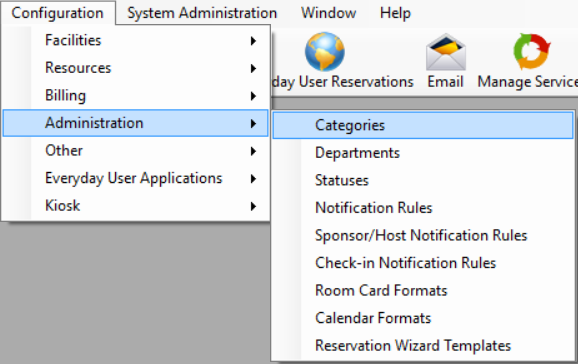 Configuration System Administration Window Help
Facilities
Resources
Billing
Administration
Other
Everyday User Applications
Kiosk
day User Reservations Email Manage Service
Categories
Departments
Statuses
Notification Rules
Sponsor/Host Notification Rules
Check-in Notification Rules
Room Card Formats
Calendar Formats
Reservation Wizard Templates